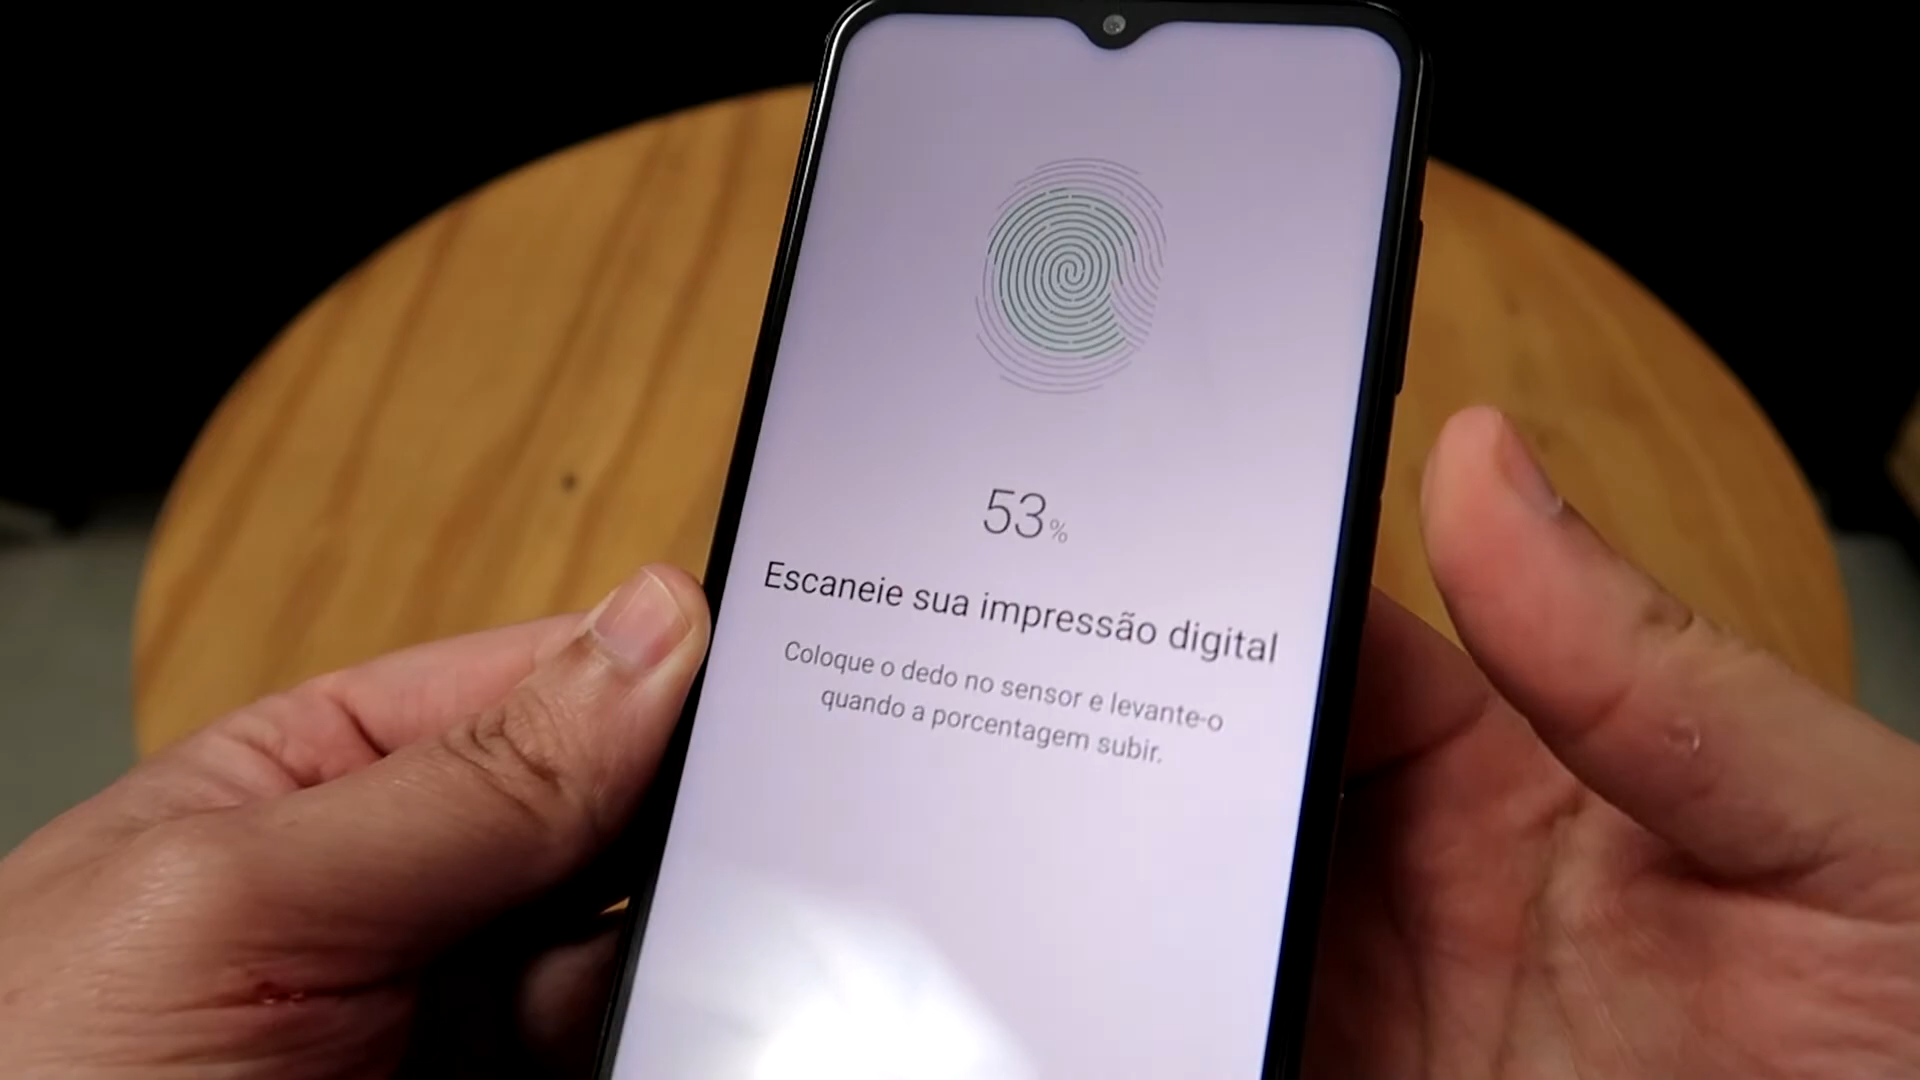 53%
Escaneie sua impressão digital
Coloque o dedo no sensor e levante-o
quando a porcentagem subir.